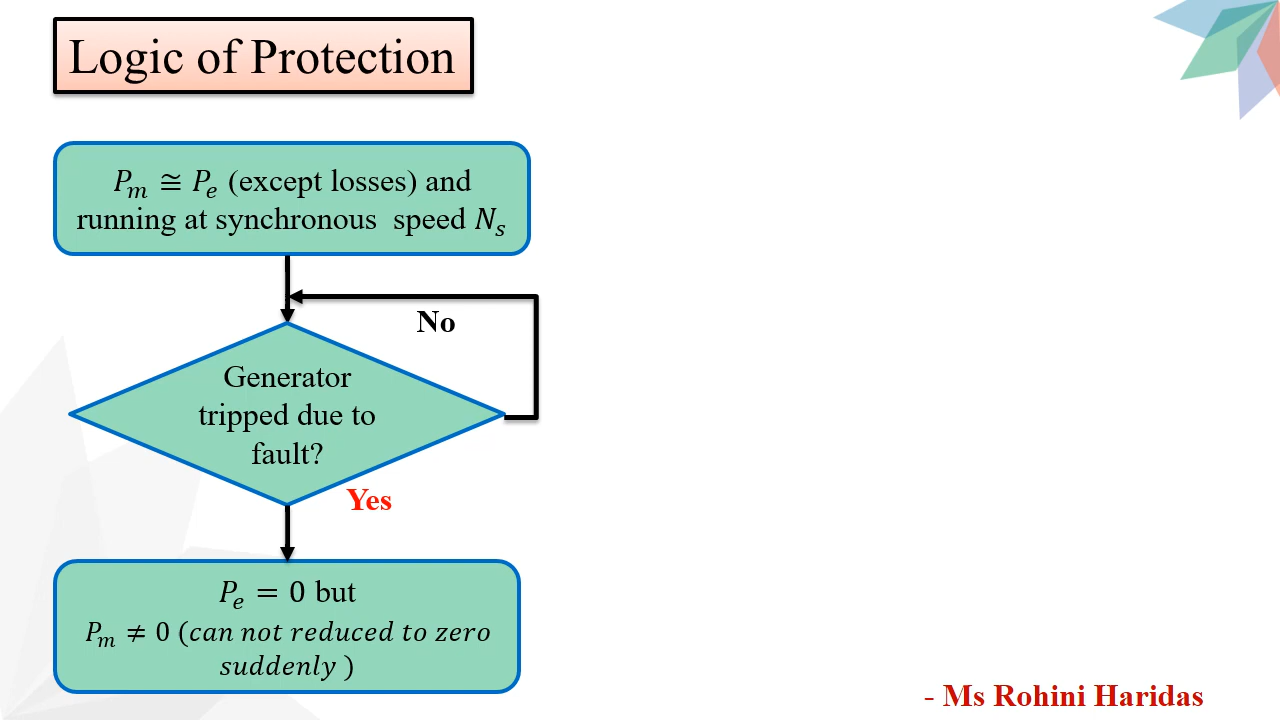 Logic of Protection
𝑃𝑚 ≅ 𝑃𝑒 (except losses) and
running at synchronous speed 𝑁𝑠
No
Generator
tripped due to
fault?
Yes
𝑃𝑒 = 0 but
𝑃𝑚 ≠ 0 (can not reduced to zero
suddenly )
- Ms Rohini Haridas